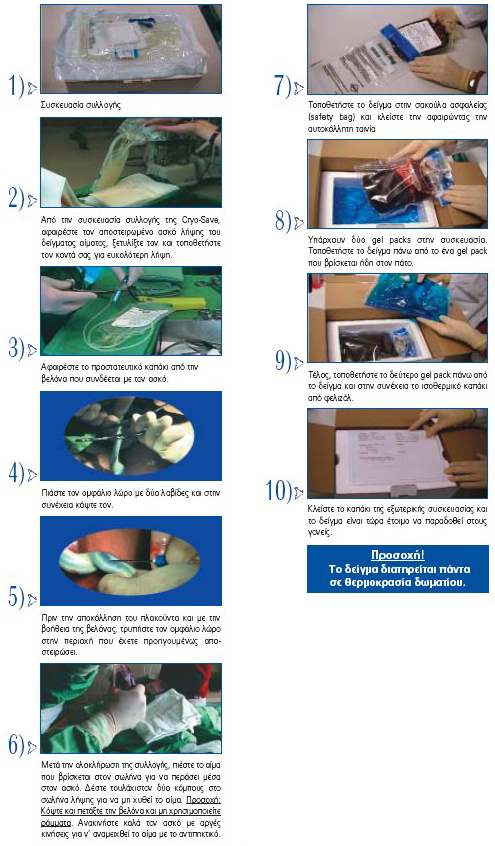 1)
Συσκευασία συλλογής
2)
Από την συσκευασία συλλογής της Cryo-Save,
αφαιρέστε τον αποστειρωμένο ασκό λήψης του
δείγματος αίματος, ξετυλίξτε τον και τοποθετήστε
τον κοντά σας για ευκολότερη λήψη.
3)
Αφαιρέστε το προστατευτικό καπάκι από την
βελόνα που συνδέεται με τον ασκό.
4)
Πιάστε τον ομφάλιο λώρο με δύο λαβίδες και στην
συνέχεια κόψτε τον.
5)
Πριν την αποκόλληση του πλακούντα και με την
βοήθεια της βελόνας, τρυπήστε τον ομφάλιο λώρο
στην περιοχή που έχετε προηγουμένως απο-
στειρώσει.
6)
Μετά την ολοκλήρωση της συλλογής, πιέστε το αίμα
που βρίσκεται στον σωλήνα για να περάσει μέσα
στον ασκό. Δέστε τουλάχιστον δύο κόμπους στο
σωλήνα λήψης για να μη χυθεί το αίμα. Προσοχή:
Κόψτε και πετάξτε την βελόνα και μη χρησιμοποιείτε
ράμματα. Ανακινήστε καλά τον ασκό με αργές
κινήσεις για ν' αναμειχθεί το αίμα με το αντιπηκτικό.
7)
Τοποθετήστε το δείγμα στην σακούλα ασφαλείας
(safety bag) και κλείστε την αφαιρώντας την
αυτοκόλλητη ταινία
8)
Υπάρχουν δύο gel packs στην συσκευασία.
Τοποθετήστε το δείγμα πάνω από το ένα gel pack
που βρίσκεται ήδη στον πάτο.
9)
Τέλος, τοποθετήστε το δεύτερο gel pack πάνω από
το δείγμα και στην συνέχεια το ισοθερμικό καπάκι
από φελιζόλ.
10)
Κλείστε το καπάκι της εξωτερικής συσκευασίας και
το δείγμα είναι τώρα έτοιμο να παραδοθεί στους
γονείς.
Προσοχή!
Το δείγμα διατηρείται πάντα
σε θερμοκρασία δωματίου.